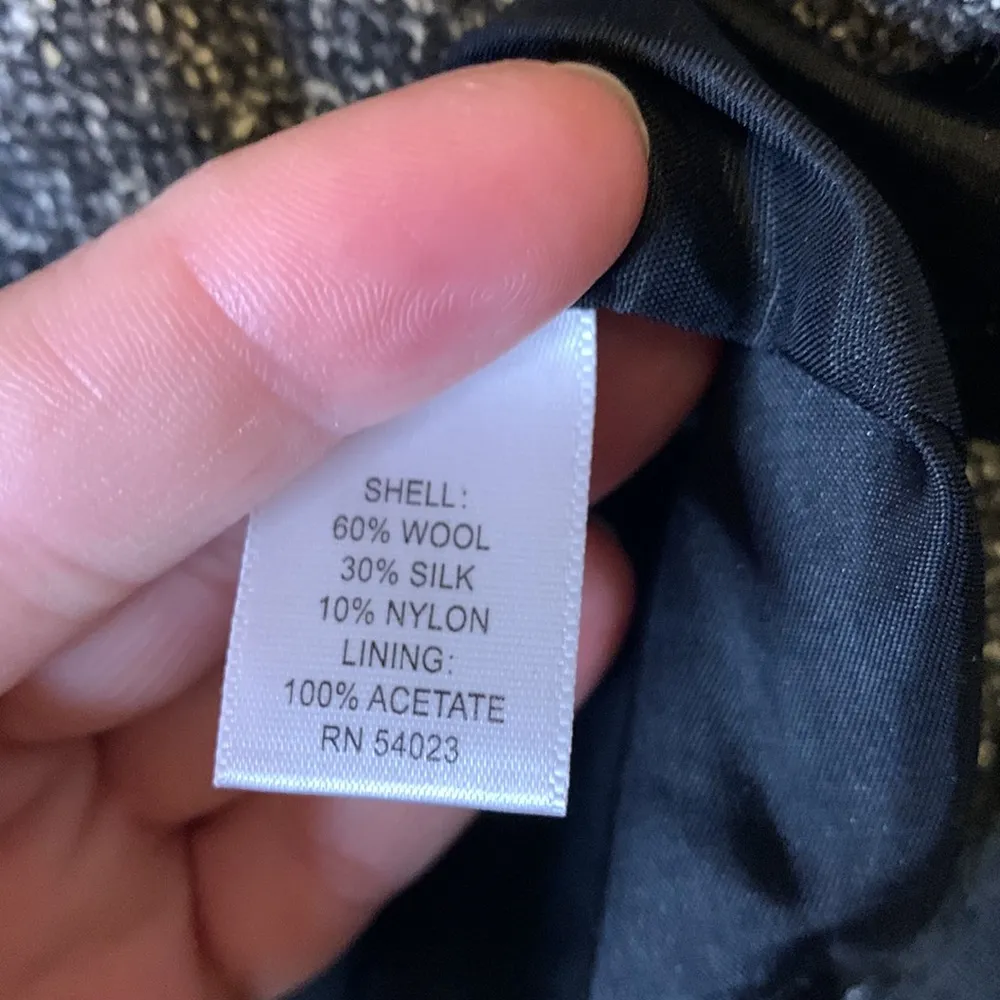 SHELL:
60% WOOL
30% SILK
10% NYLON
LINING:
100% ACETATE
RN 54023